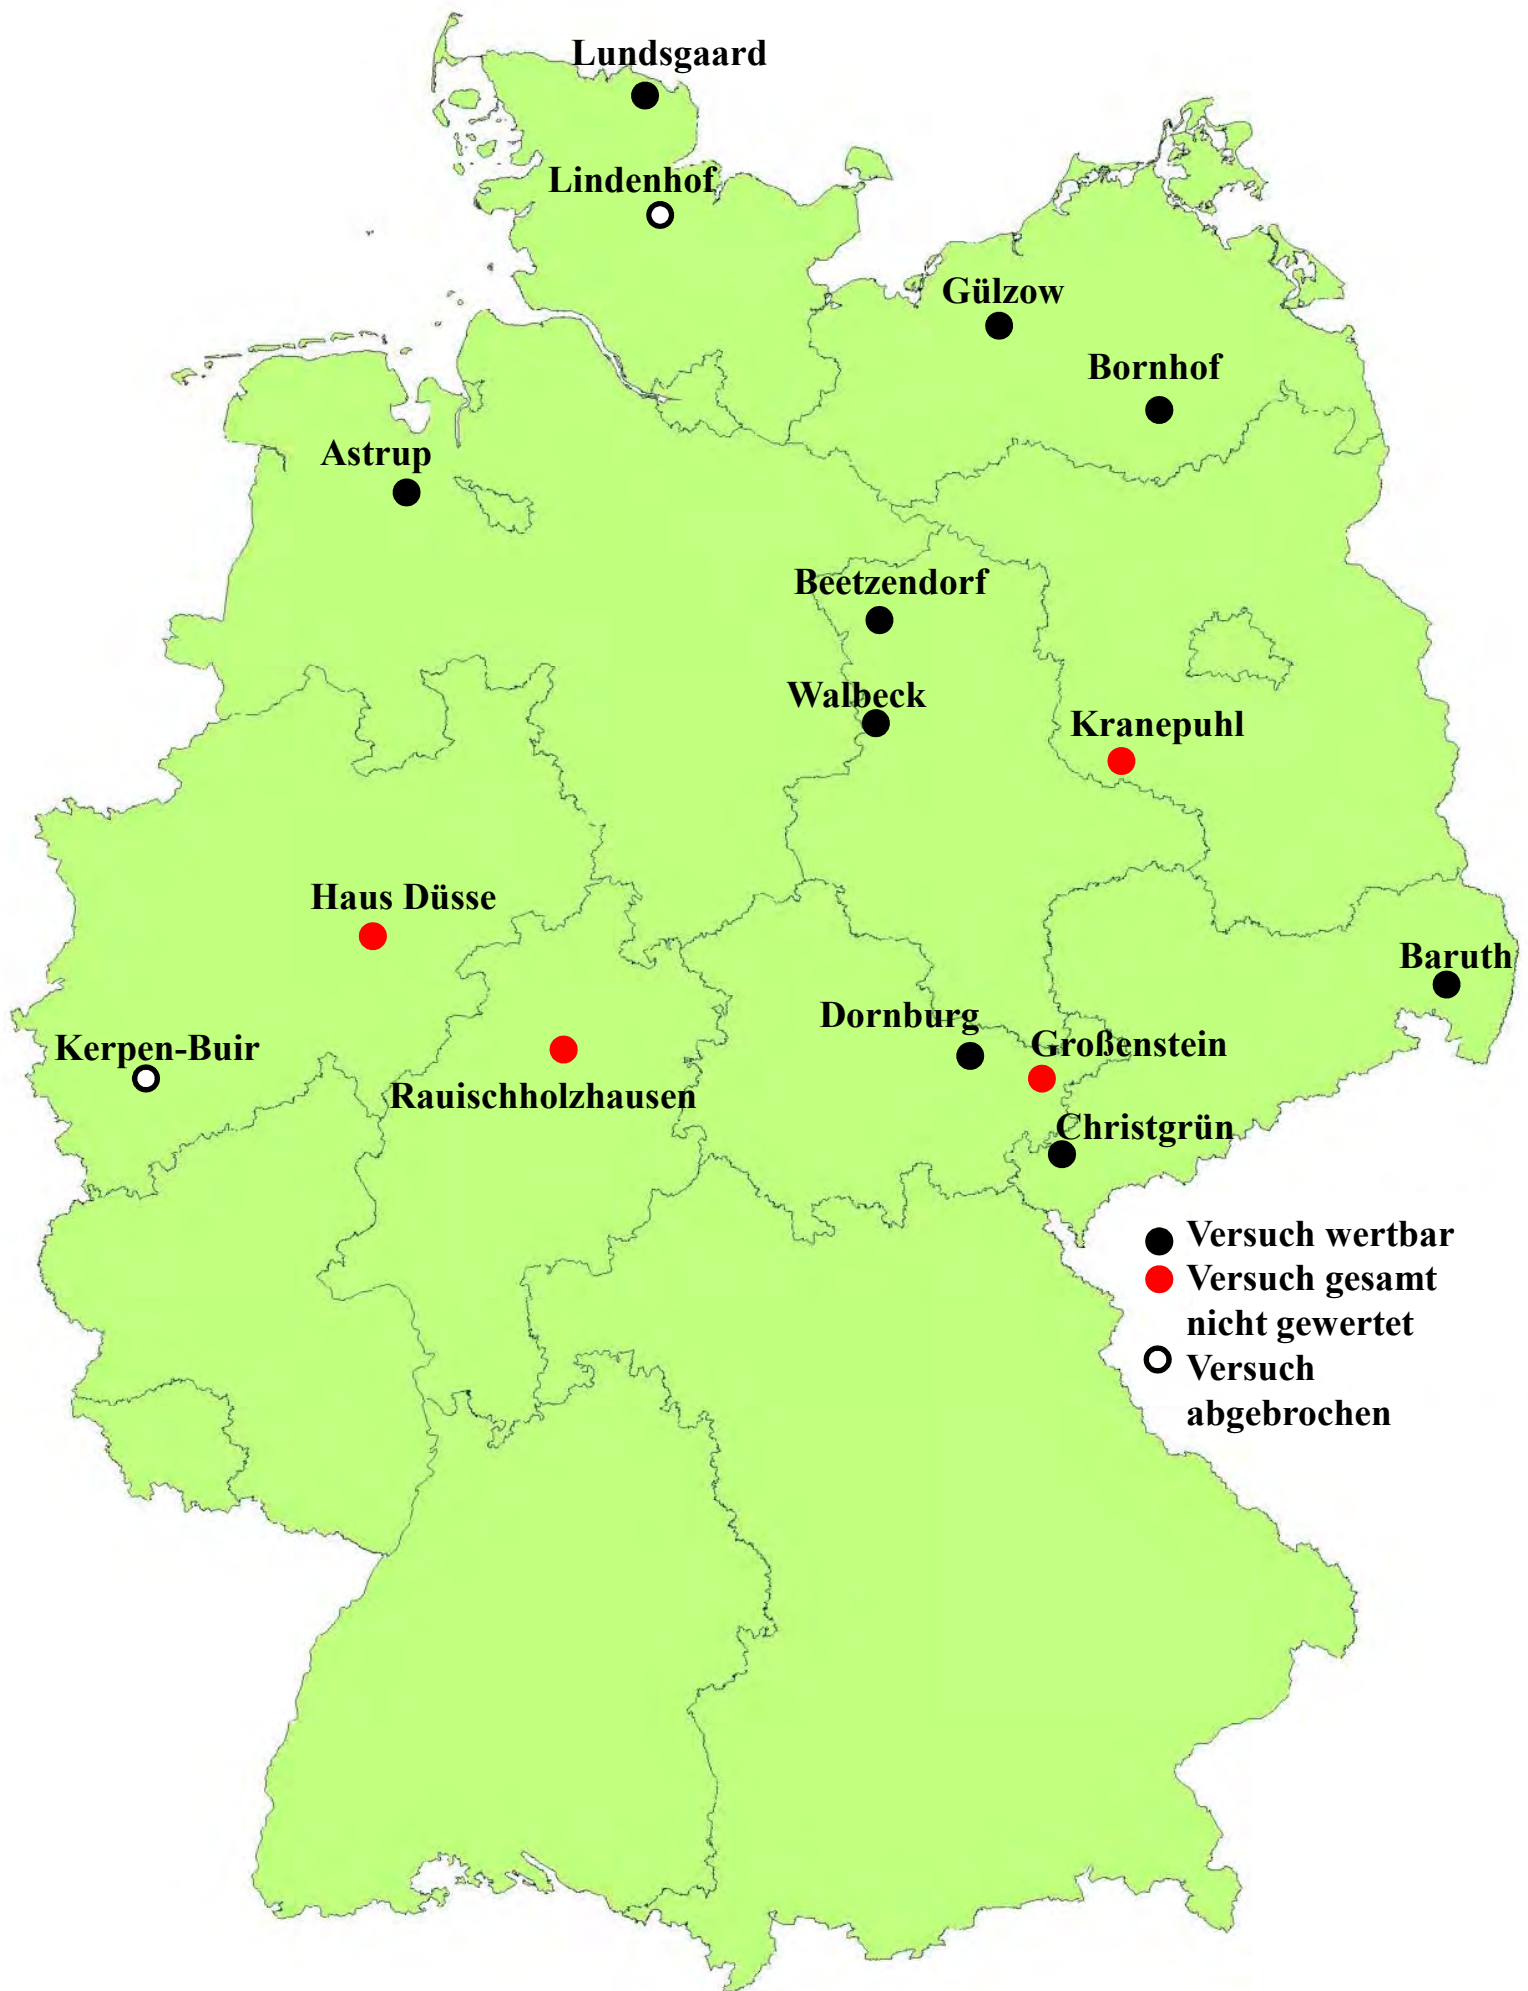 Lundsgaard
Lindenhof
Gülzow
Bornhof
Astrup
Beetzendorf
Walbeck
Kranepuhl
Haus Düsse
Baruth
Dornburg
Großenstein
Kerpen-Buir
Rauischholzhausen
Christgrün
Versuch wertbar
Versuch gesamt
nicht gewertet
Versuch
abgebrochen